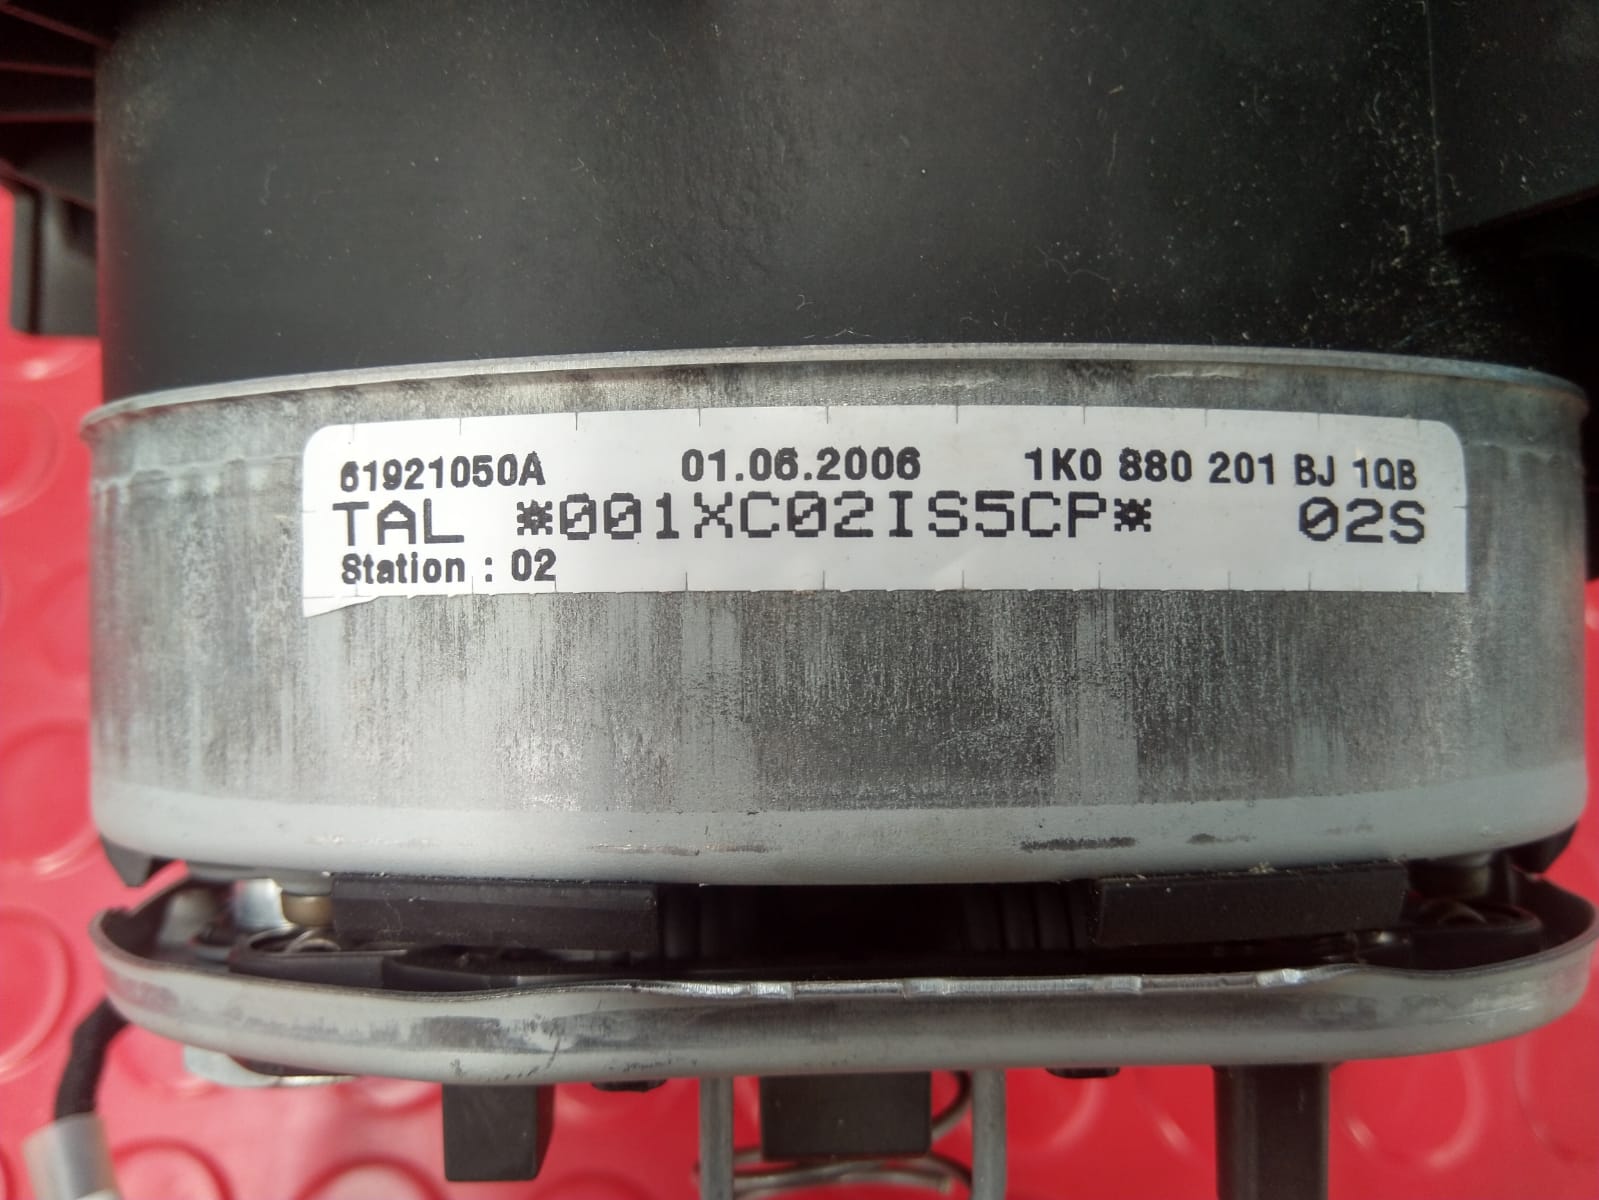 61921050A 01.06.2006 1K0 880 201 BJ 1QB
TAL *001XC02IS5CP* 02S
Station : 02